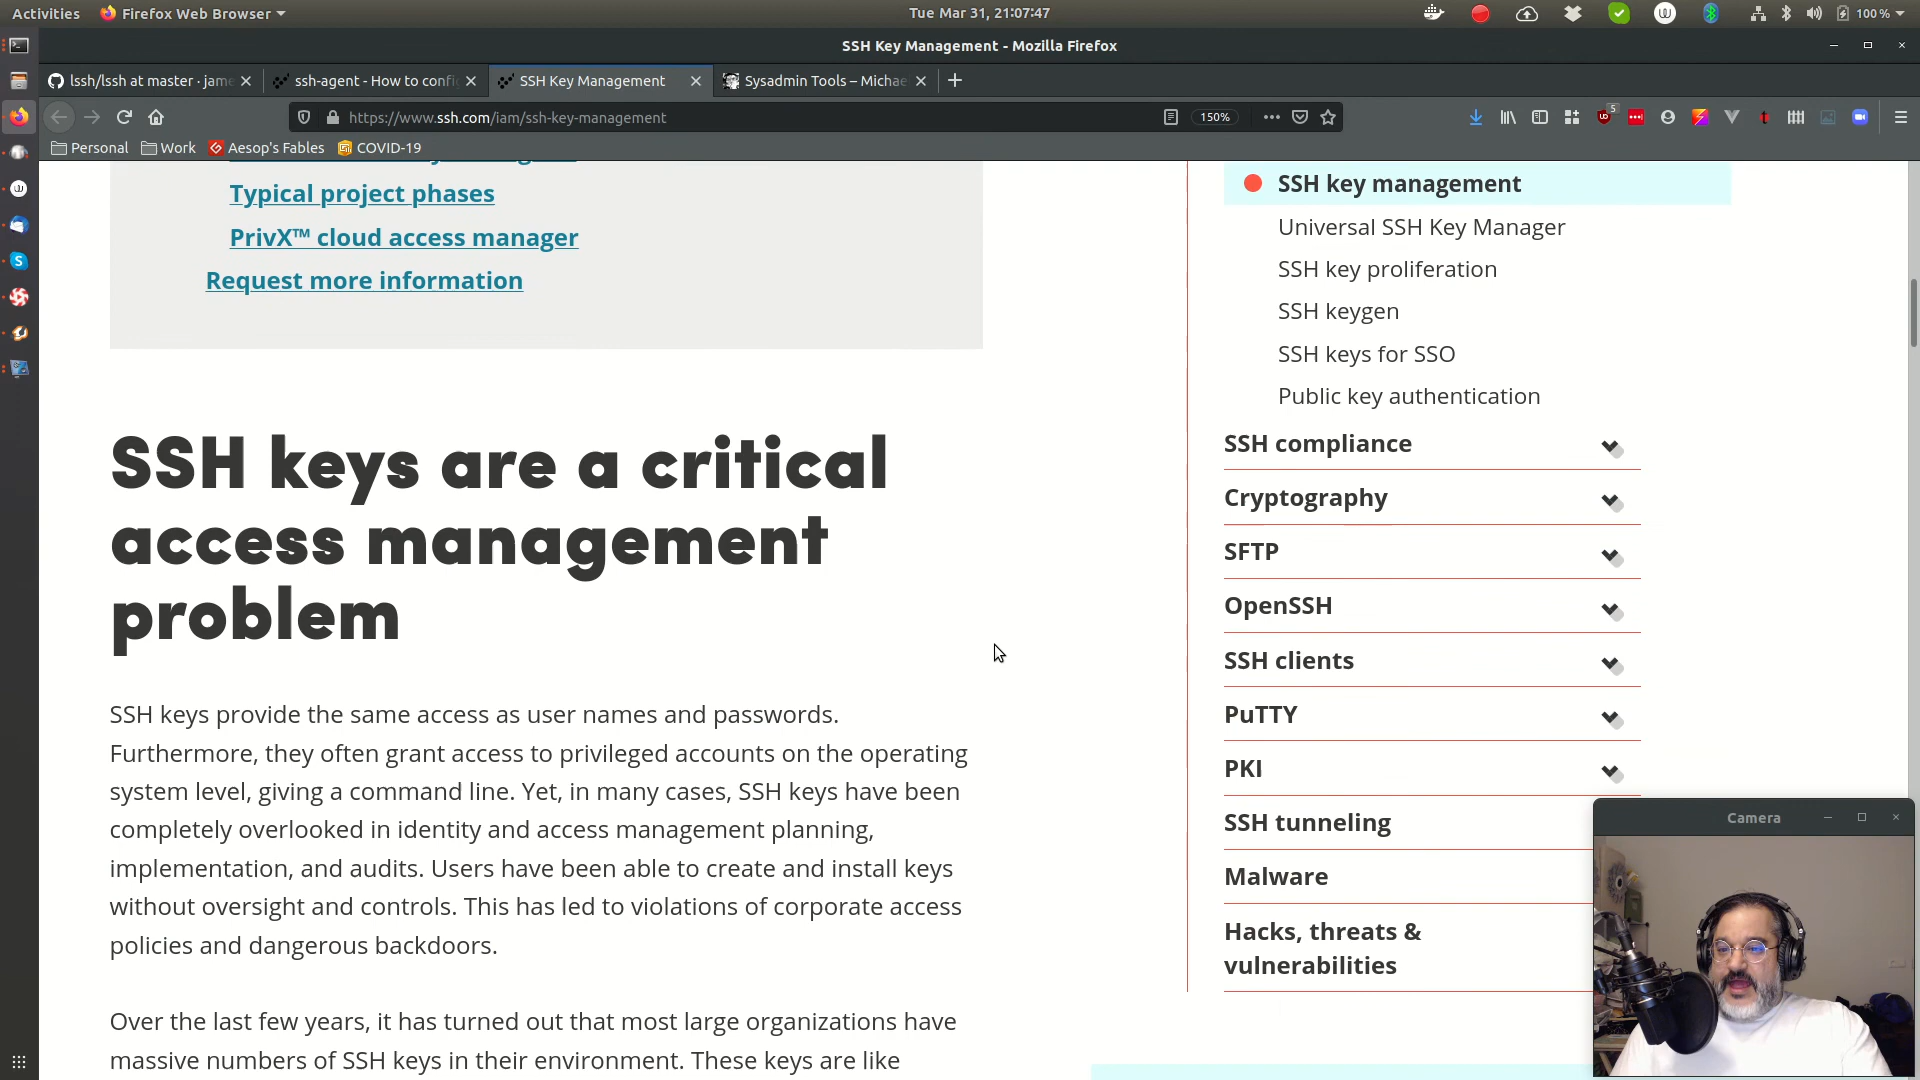 Activities
Firefox Web Browser
Tue Mar 31, 21:07:47
100 %
SSH Key Management - Mozilla Firefox
lssh/lssh at master · jame
ssh-agent - How to confi
SSH Key Management
Sysadmin Tools – Michae
https://www.ssh.com/iam/ssh-key-management
150%
5
Personal
Work
Aesop's Fables
COVID-19
Typical project phases
PrivX™ cloud access manager
Request more information
SSH keys are a critical
access management
problem
SSH keys provide the same access as user names and passwords.
Furthermore, they often grant access to privileged accounts on the operating
system level, giving a command line. Yet, in many cases, SSH keys have been
completely overlooked in identity and access management planning,
implementation, and audits. Users have been able to create and install keys
without oversight and controls. This has led to violations of corporate access
policies and dangerous backdoors.
Over the last few years, it has turned out that most large organizations have
massive numbers of SSH keys in their environment. These keys are like
SSH key management
Universal SSH Key Manager
SSH key proliferation
SSH keygen
SSH keys for SSO
Public key authentication
SSH compliance
Cryptography
SFTP
OpenSSH
SSH clients
PuTTY
PKI
SSH tunneling
Malware
Hacks, threats &
vulnerabilities
Camera